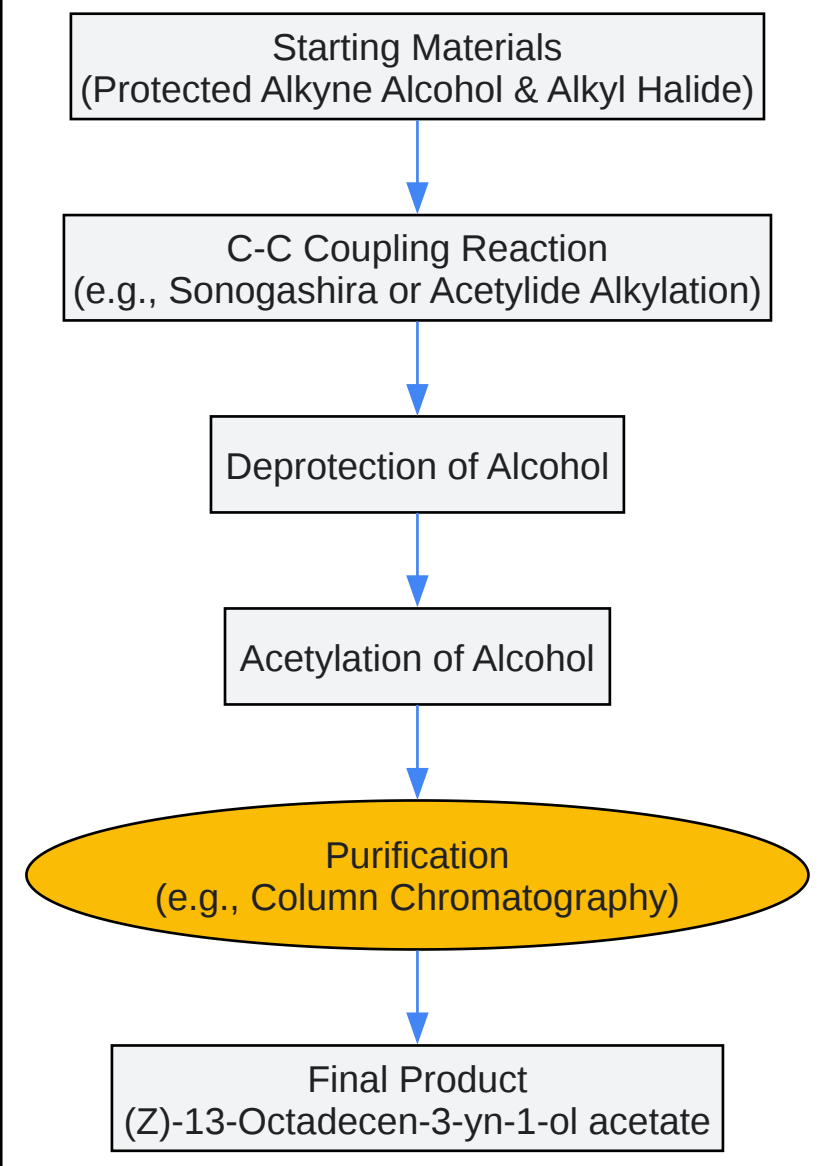 Starting Materials
(Protected Alkyne Alcohol & Alkyl Halide)
C-C Coupling Reaction
(e.g., Sonogashira or Acetylide Alkylation)
Deprotection of Alcohol
Acetylation of Alcohol
Purification
(e.g., Column Chromatography)
Final Product
(Z)-13-Octadecen-3-yn-1-ol acetate